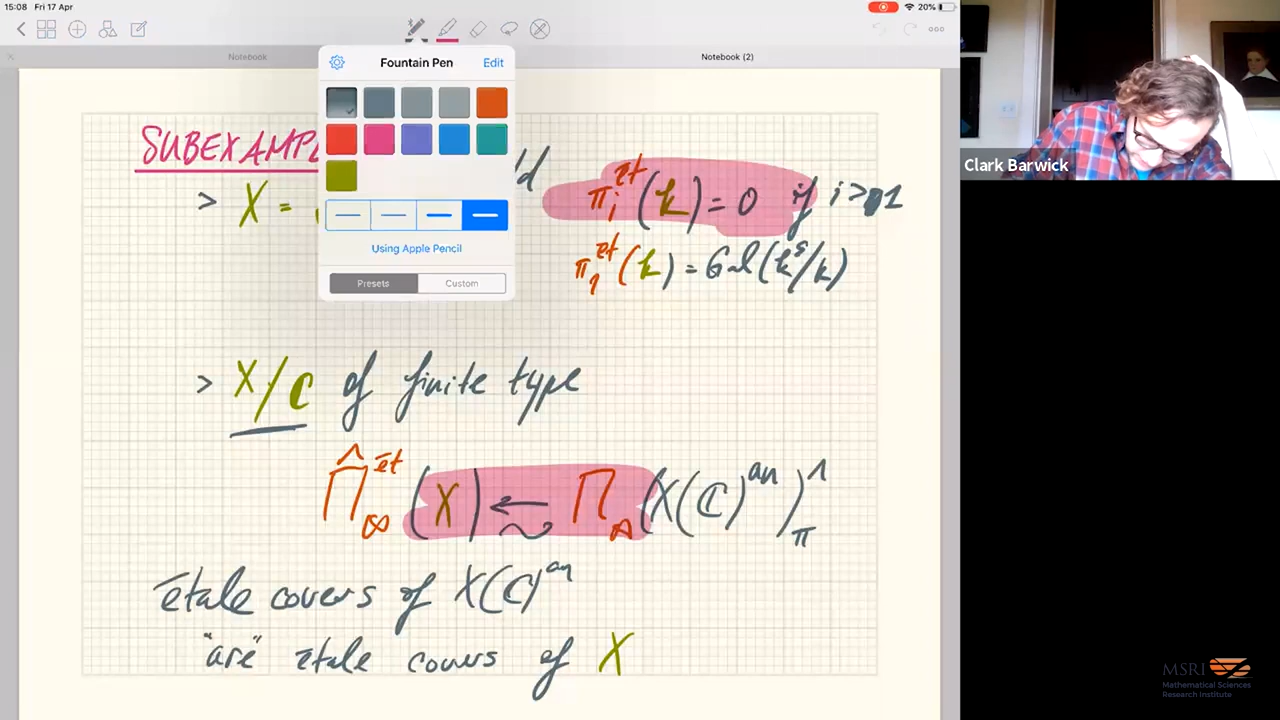 15:08 Fri 17 Apr
20%
Notebook
Notebook (2)
Fountain Pen
Edit
Using Apple Pencil
Presets
Custom
SUBEXAMP
> X =
π_i^ét (k) = 0 if i > 1
π_1^ét (k) = Gal(k^s/k)
> X/C of finite type
Π̂_∞^ét (X) ← Π_∞ (X(ℂ)^an)^∧_π
étale covers of X(ℂ)^an
"are" étale covers of X
Clark Barwick
MSRI
Mathematical Sciences
Research Institute